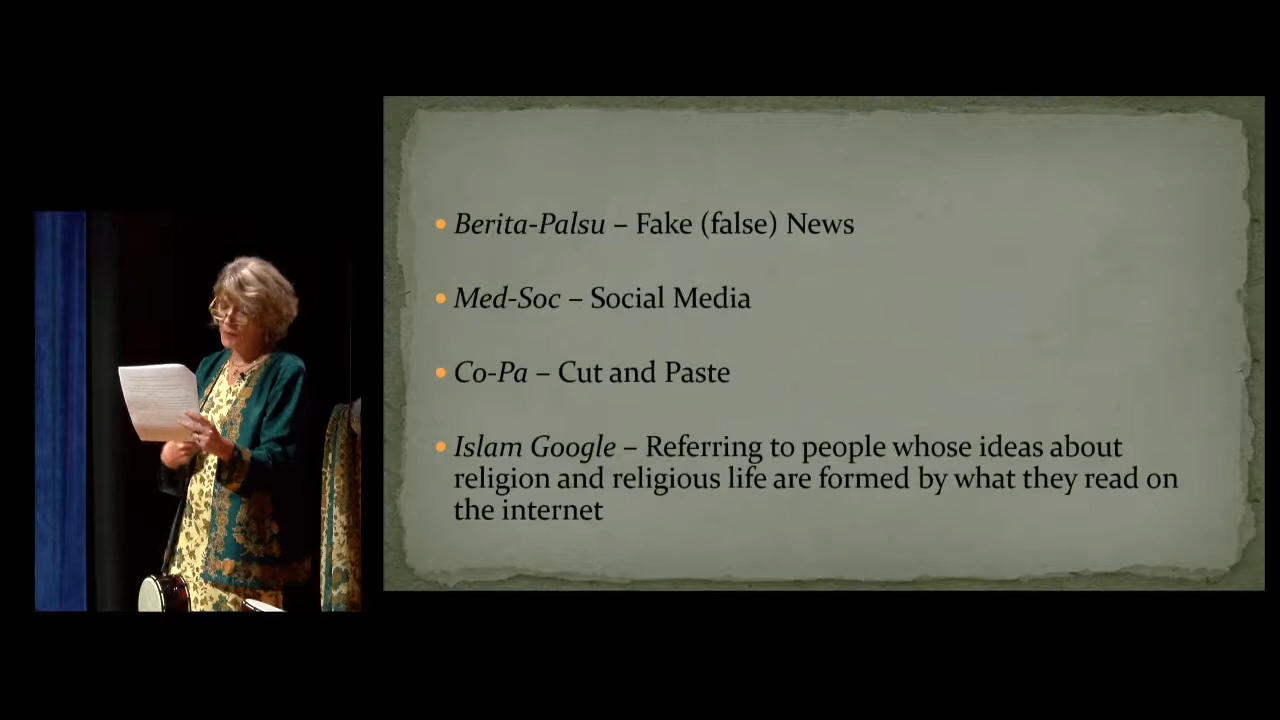 • Berita-Palsu – Fake (false) News
• Med-Soc – Social Media
• Co-Pa – Cut and Paste
• Islam Google – Referring to people whose ideas about
religion and religious life are formed by what they read on
the internet